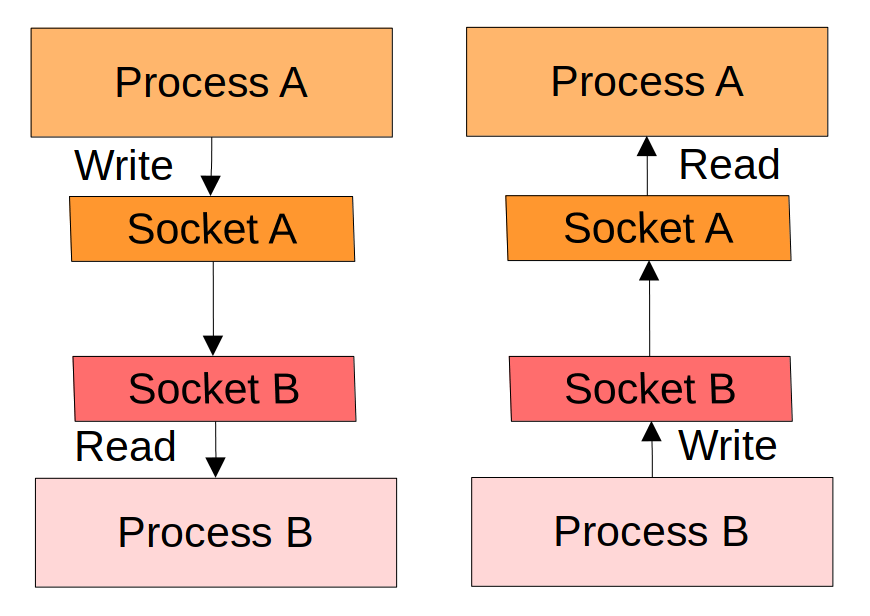 Process A
Write
Socket A
Socket B
Read
Process B
Process A
Read
Socket A
Socket B
Write
Process B